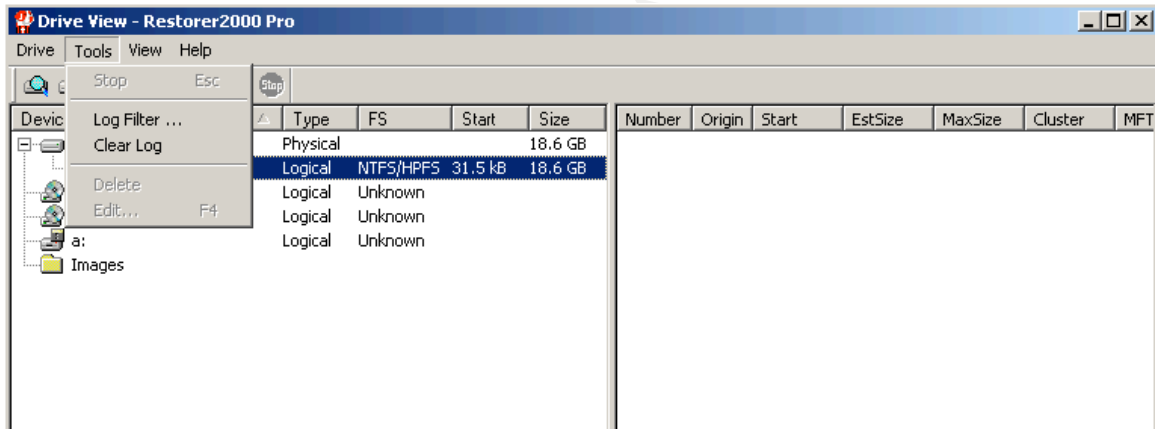 Drive View - Restorer2000 Pro
Drive Tools View Help
Stop Esc
Stop
Log Filter ...
Clear Log
Delete
Edit... F4
Type FS Start Size
Physical 18.6 GB
Logical NTFS/HPFS 31.5 kB 18.6 GB
Logical Unknown
Logical Unknown
a: Logical Unknown
Images
Number Origin Start EstSize MaxSize Cluster MFT